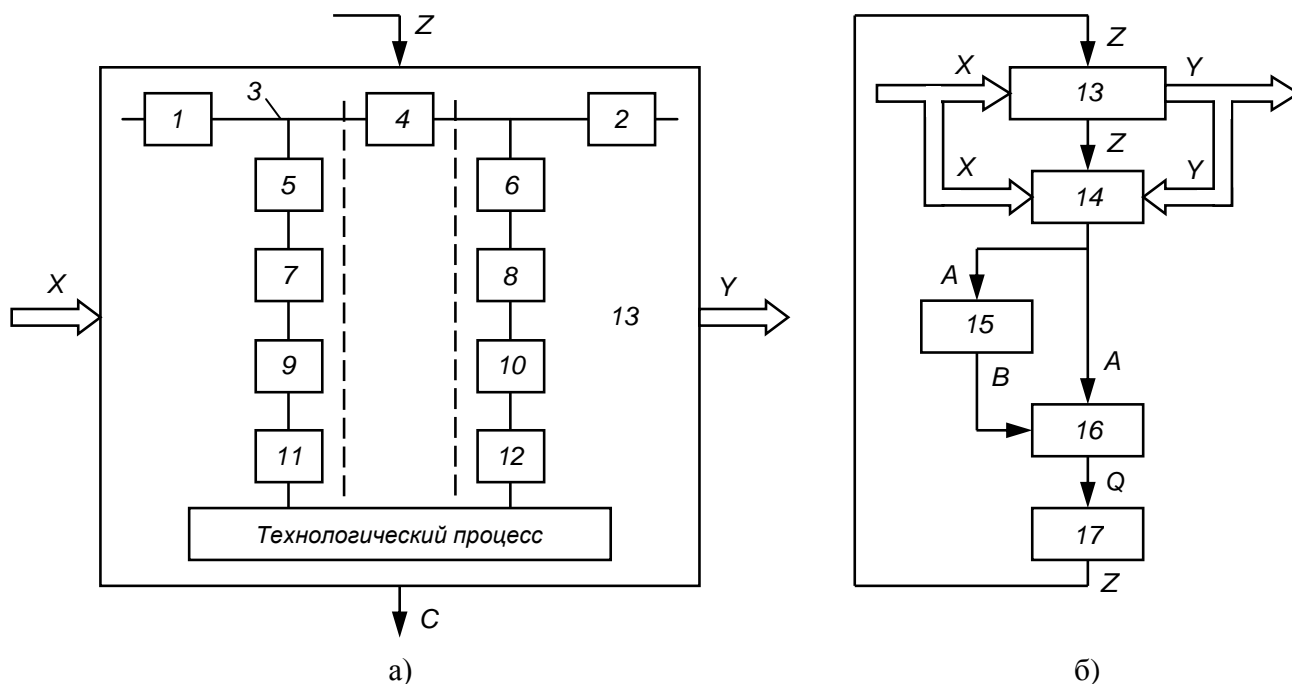 Z
3
1
4
2
5
6
7
8
X
Y
13
9
10
11
12
Технологический процесс
C
а)
Z
X
13
Y
Z
X
14
Y
A
15
B
A
16
Q
17
Z
б)